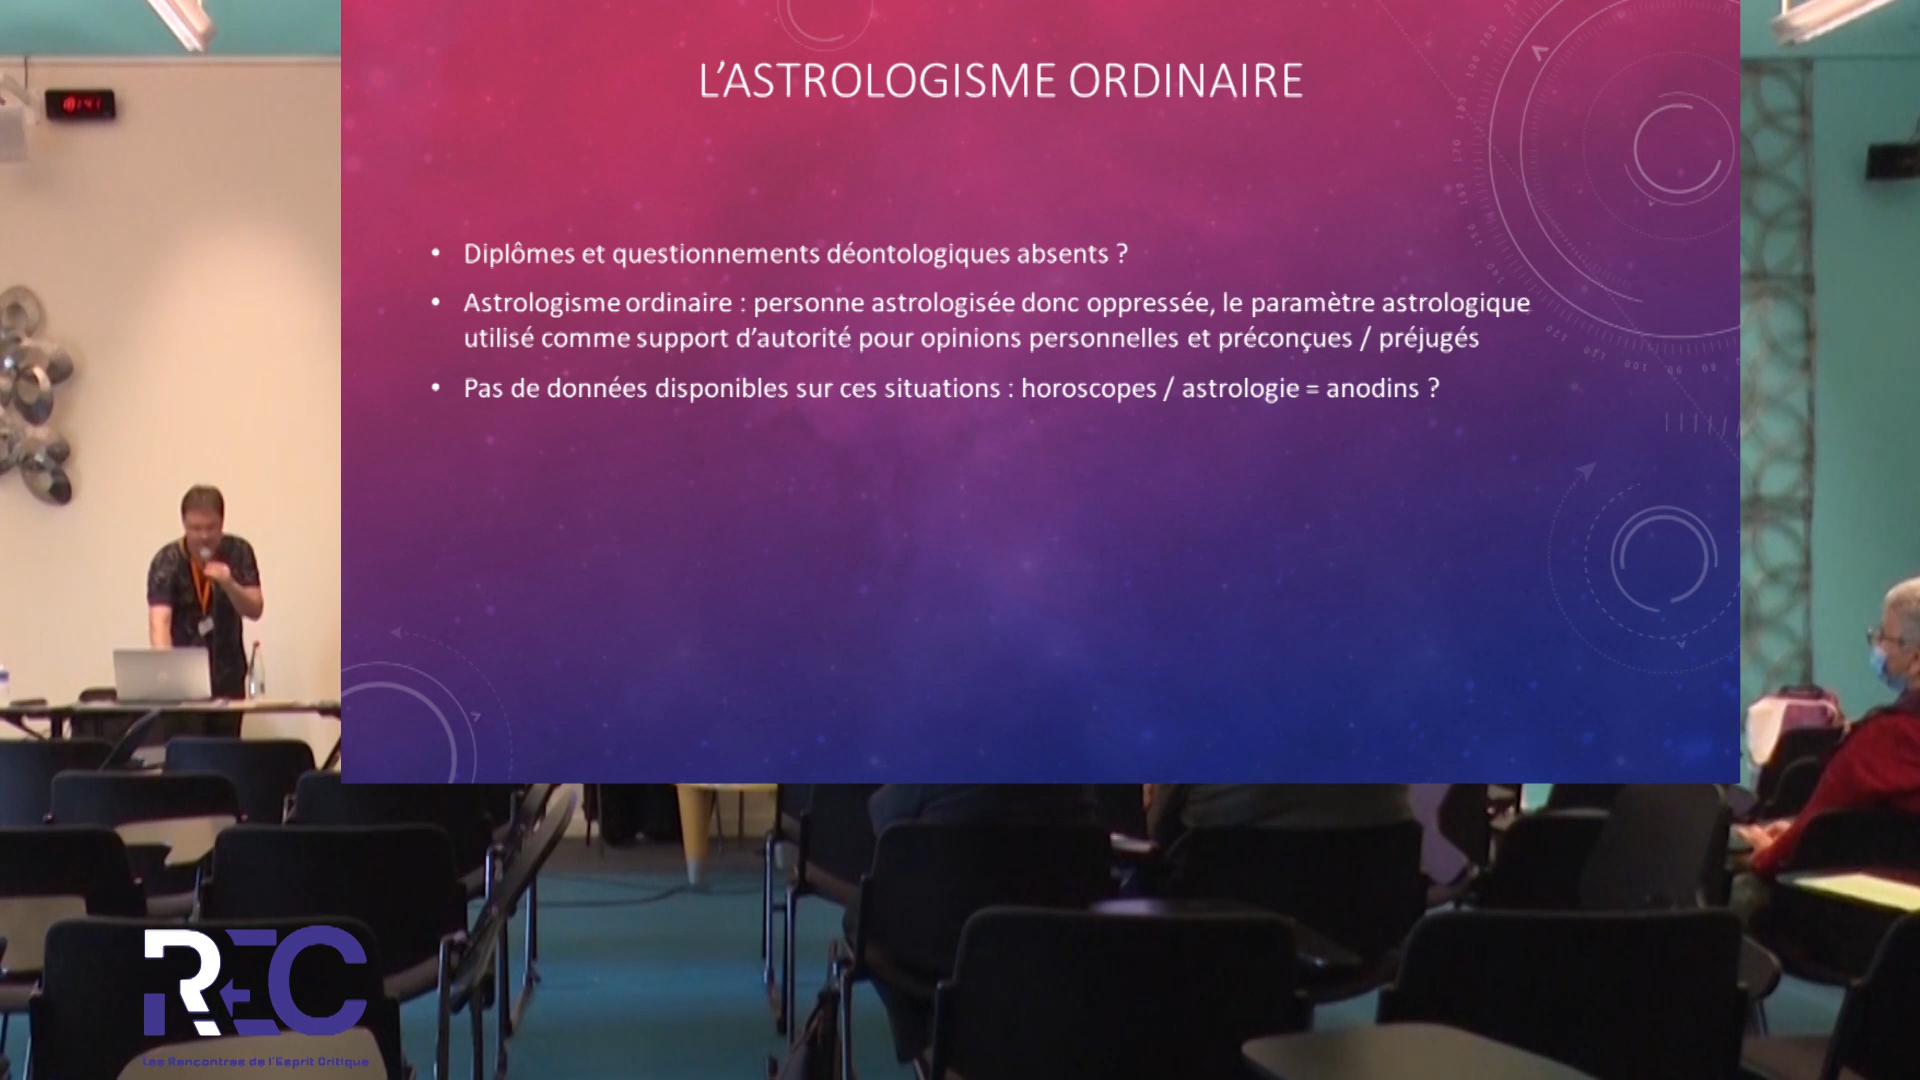 L'ASTROLOGISME ORDINAIRE
• Diplômes et questionnements déontologiques absents ?
• Astrologisme ordinaire : personne astrologisée donc oppressée, le paramètre astrologique
utilisé comme support d'autorité pour opinions personnelles et préconçues / préjugés
• Pas de données disponibles sur ces situations : horoscopes / astrologie = anodins ?
REC
Les Rencontres de l'Esprit Critique